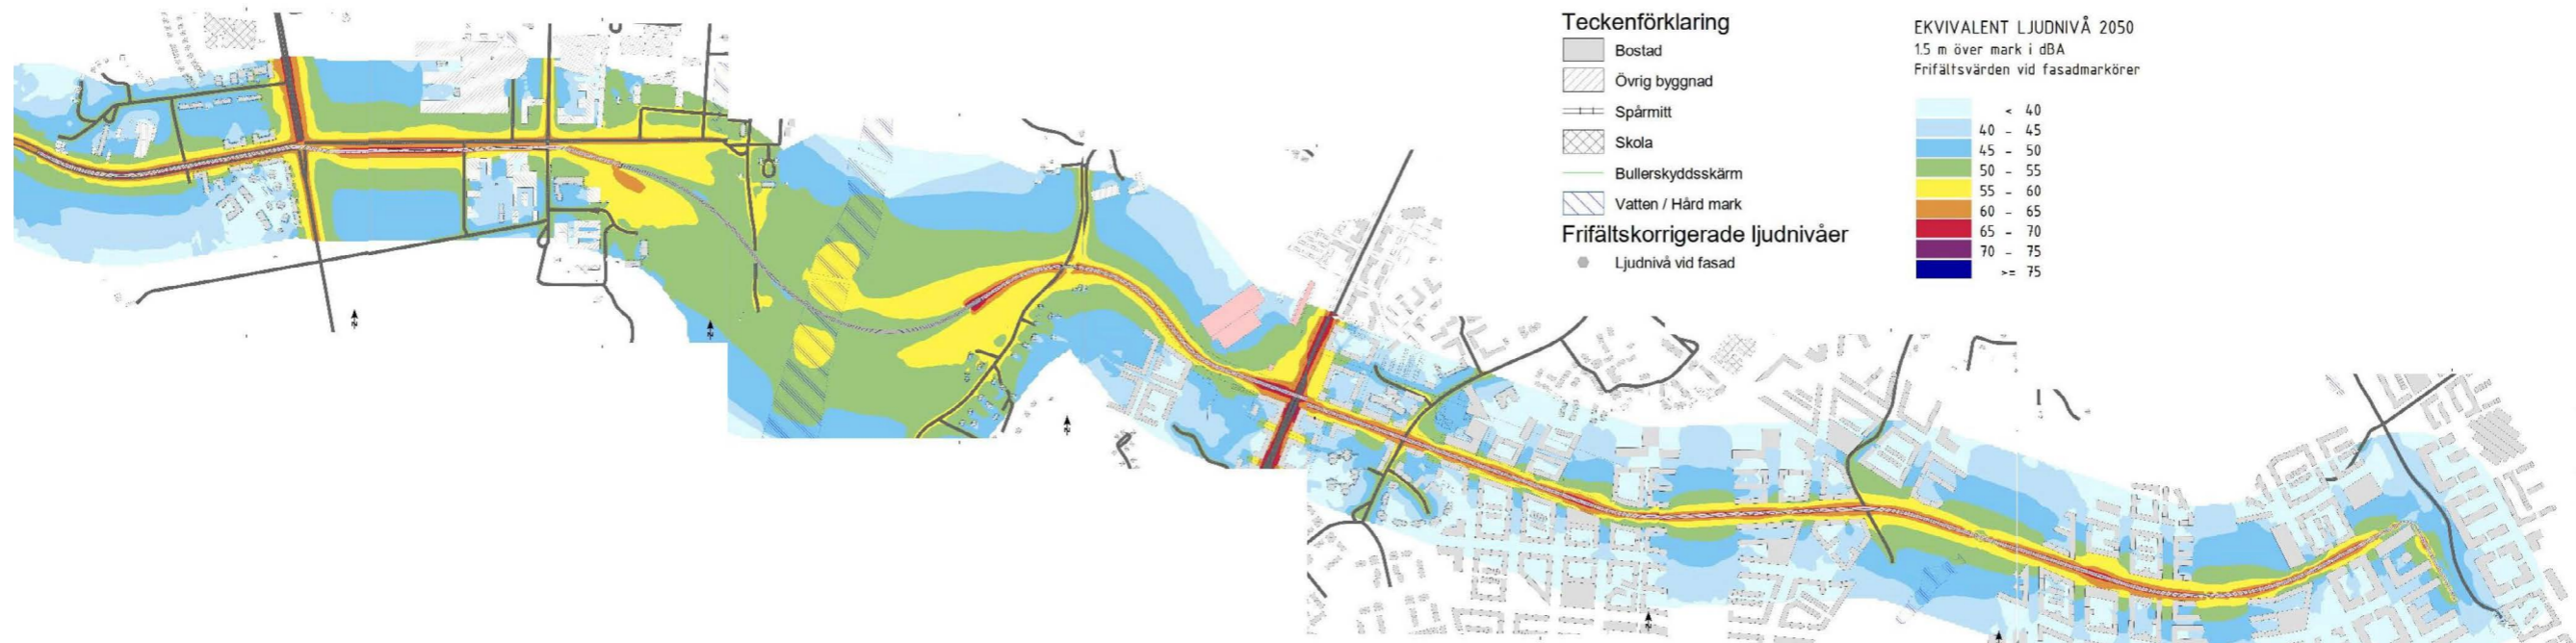 Teckenförklaring
Bostad
Övrig byggnad
Spårmitt
Skola
Bullerskyddsskärm
Vatten / Hård mark
Frifältskorrigerade ljudnivåer
Ljudnivå vid fasad
EKVIVALENT LJUDNIVÅ 2050
1.5 m över mark i dBA
Frifältsvärden vid fasadmarkörer
< 40
40 - 45
45 - 50
50 - 55
55 - 60
60 - 65
65 - 70
70 - 75
>= 75